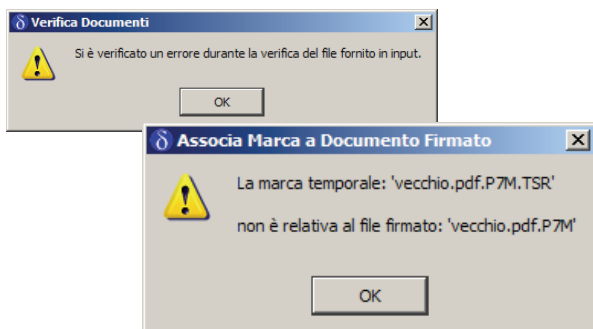 Verifica Documenti
Si è verificato un errore durante la verifica del file fornito in input.
OK
Associa Marca a Documento Firmato
La marca temporale: 'vecchio.pdf.P7M.TSR'
non è relativa al file firmato: 'vecchio.pdf.P7M'
OK